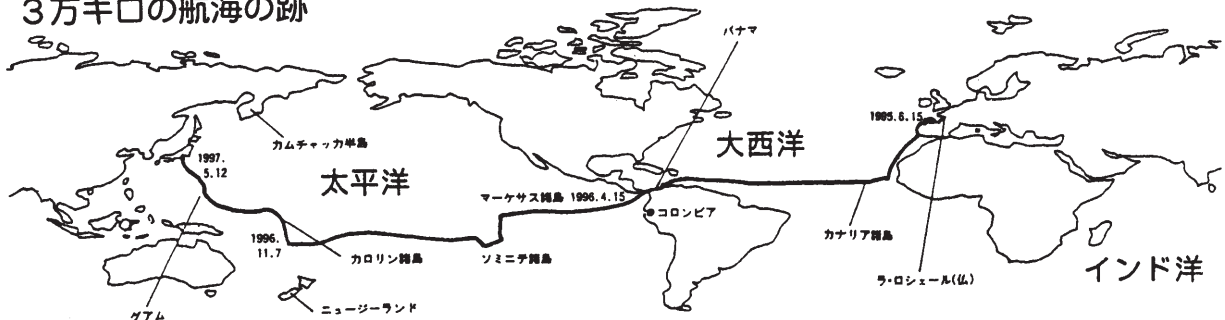 3万キロの航海の跡
パナマ
1995.6.15
カムチャッカ半島
大西洋
1997.
5.12
太平洋
マーケサス諸島 1996.4.15
コロンビア
カナリア諸島
1996.
11.7
カロリン諸島
ソミニテ諸島
インド洋
ラ・ロシェール(仏)
ニュージーランド
グアム